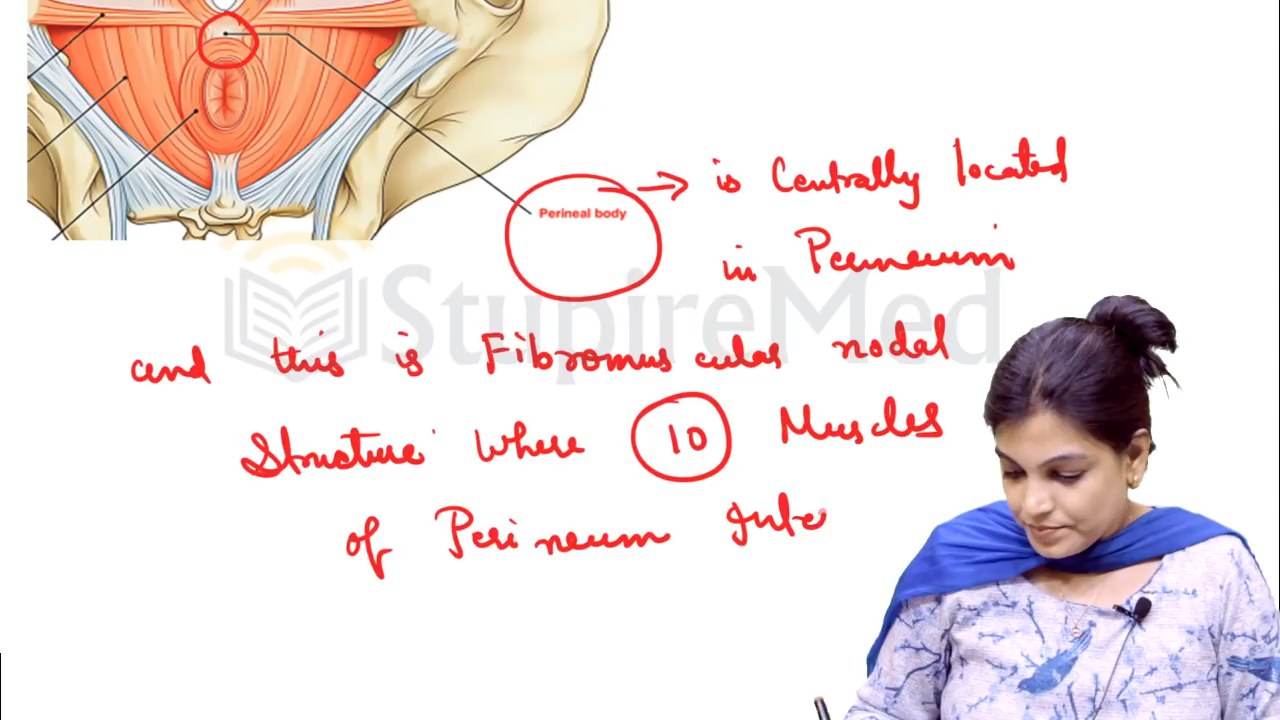 Perineal body
→ is Centrally located
in Perineum
StupireMed
and this is Fibromuscular nodal
Structure where 10 Muscles
of Perineum Inte